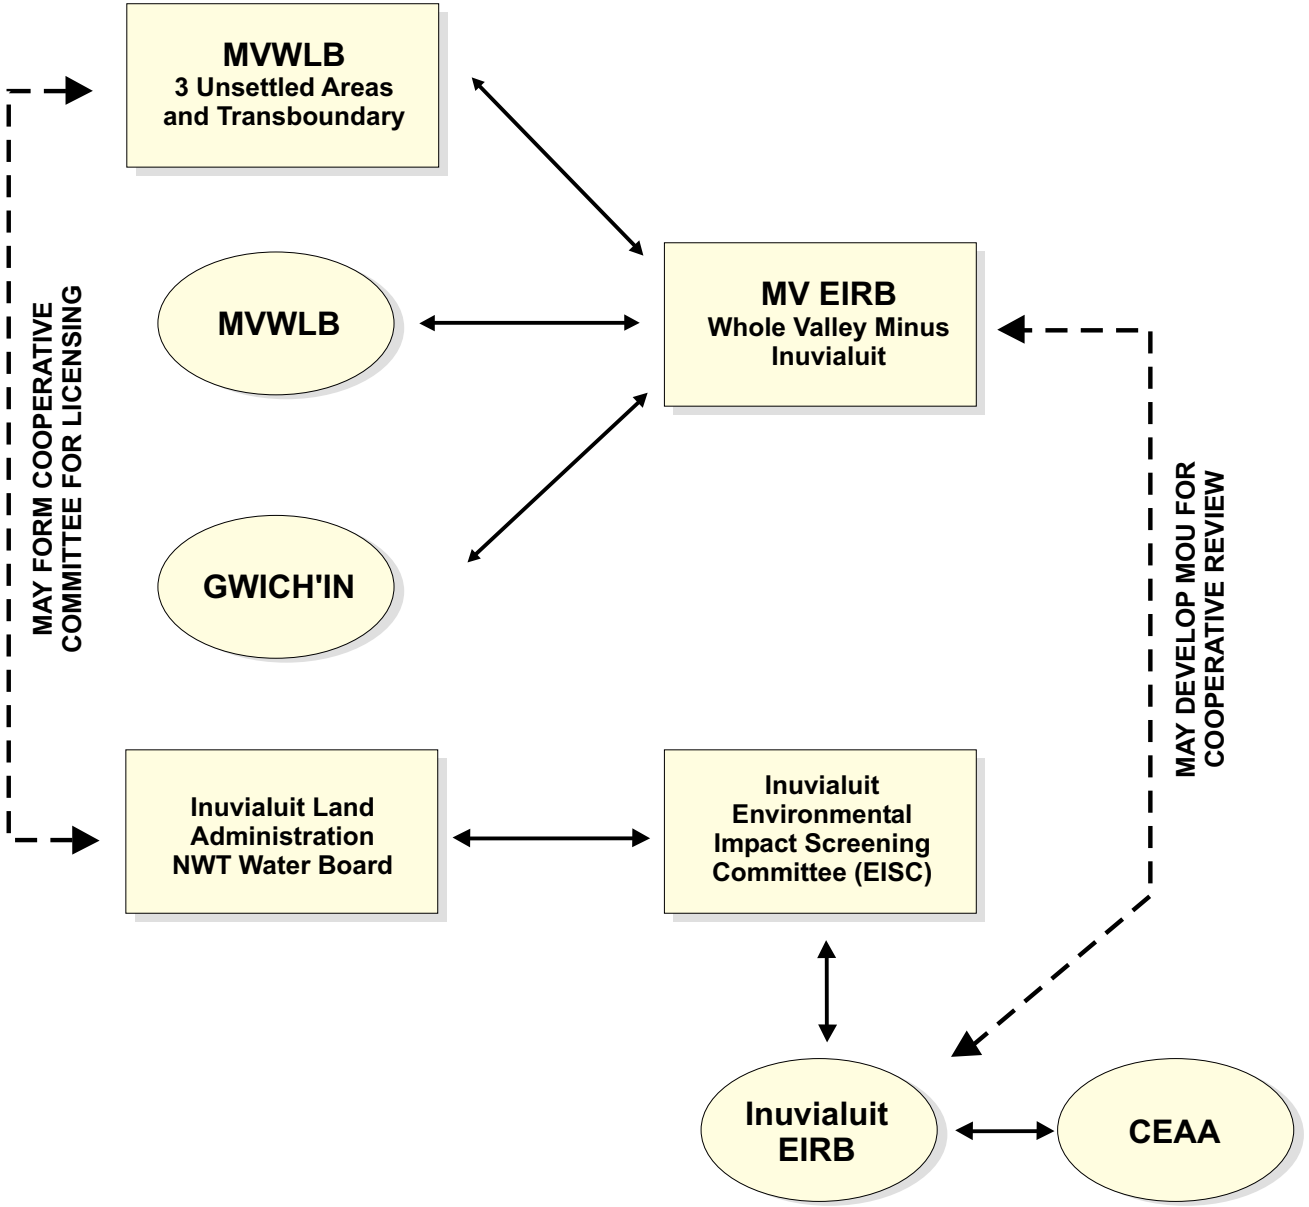 MVWLB
3 Unsettled Areas
and Transboundary
MAY FORM COOPERATIVE
COMMITTEE FOR LICENSING
MVWLB
MV EIRB
Whole Valley Minus
Inuvialuit
GWICH'IN
MAY DEVELOP MOU FOR
COOPERATIVE REVIEW
Inuvialuit Land
Administration
NWT Water Board
Inuvialuit
Environmental
Impact Screening
Committee (EISC)
Inuvialuit
EIRB
CEAA